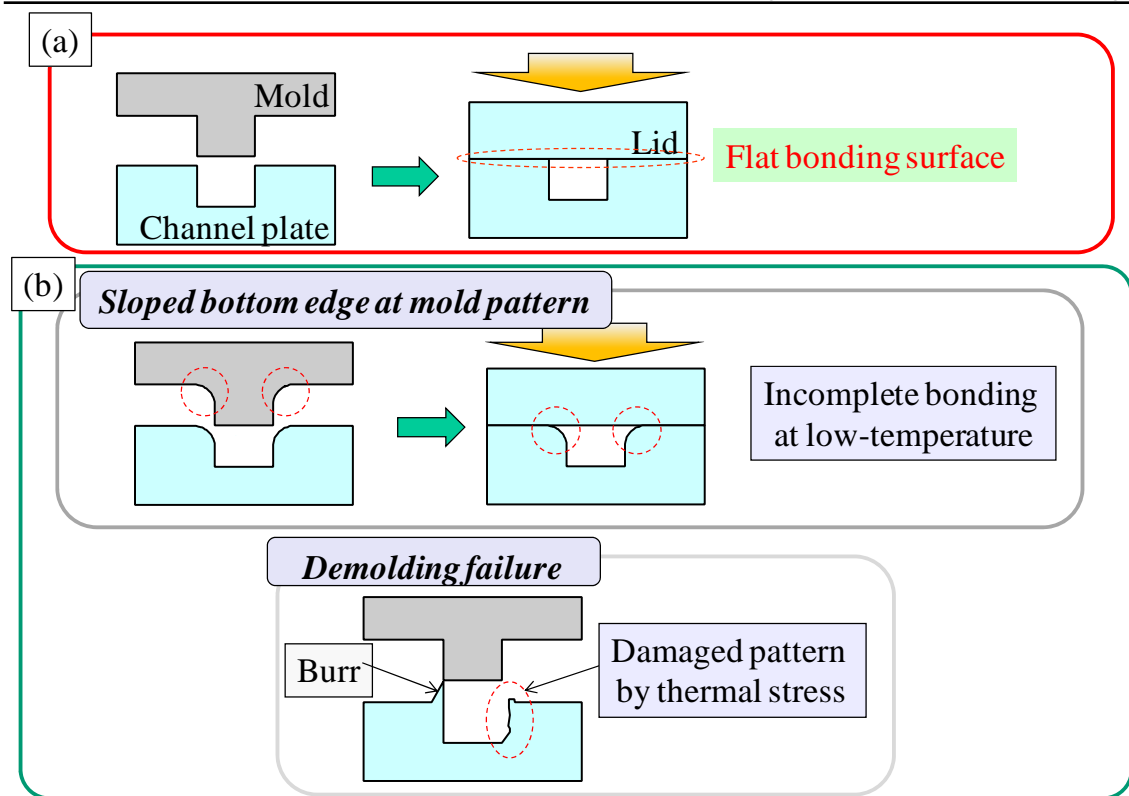 (a)
Mold
Channel plate
Lid
Flat bonding surface
(b)
Sloped bottom edge at mold pattern
Incomplete bonding
at low-temperature
Demolding failure
Burr
Damaged pattern
by thermal stress